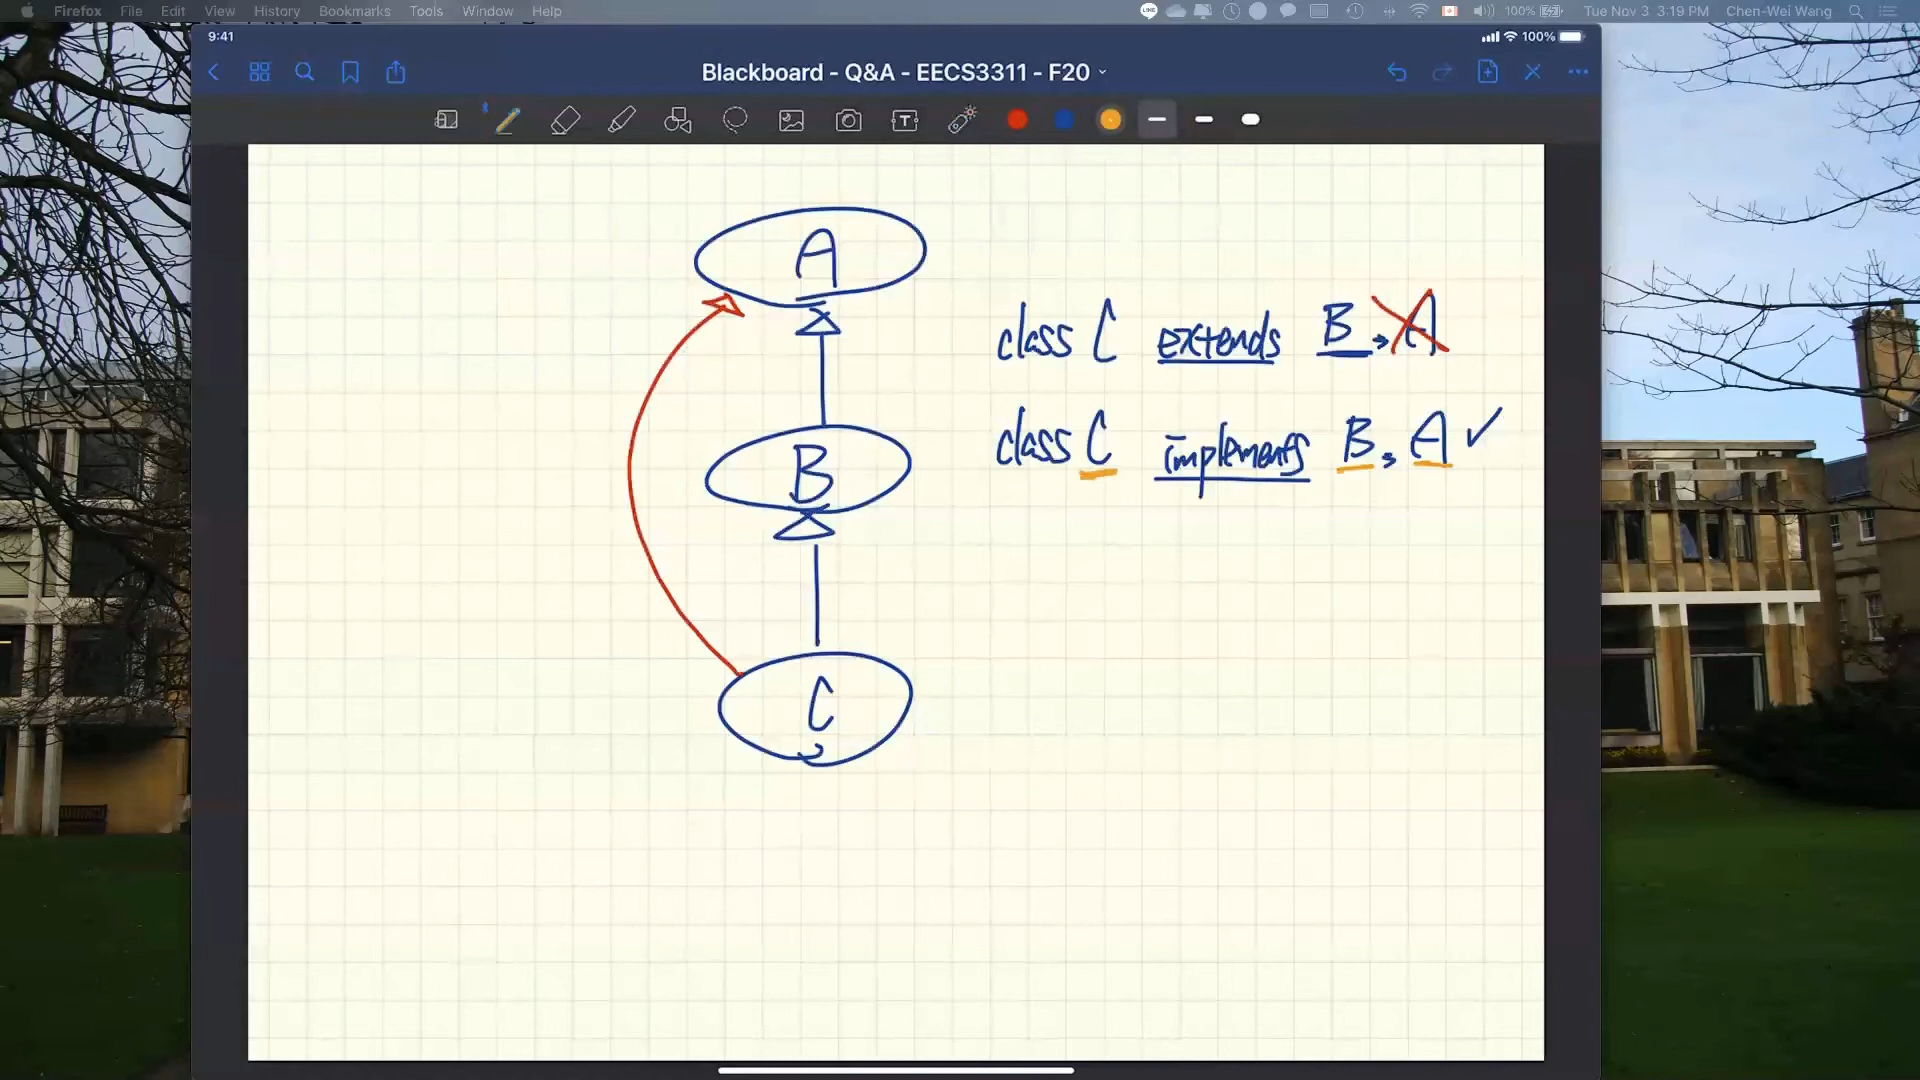 Firefox File Edit View History Bookmarks Tools Window Help 100% Tue Nov 3 3:19 PM Chen-Wei Wang
9:41 100%
Blackboard - Q&A - EECS3311 - F20
A
class C extends B, A
class C implements B, A ✓
B
C